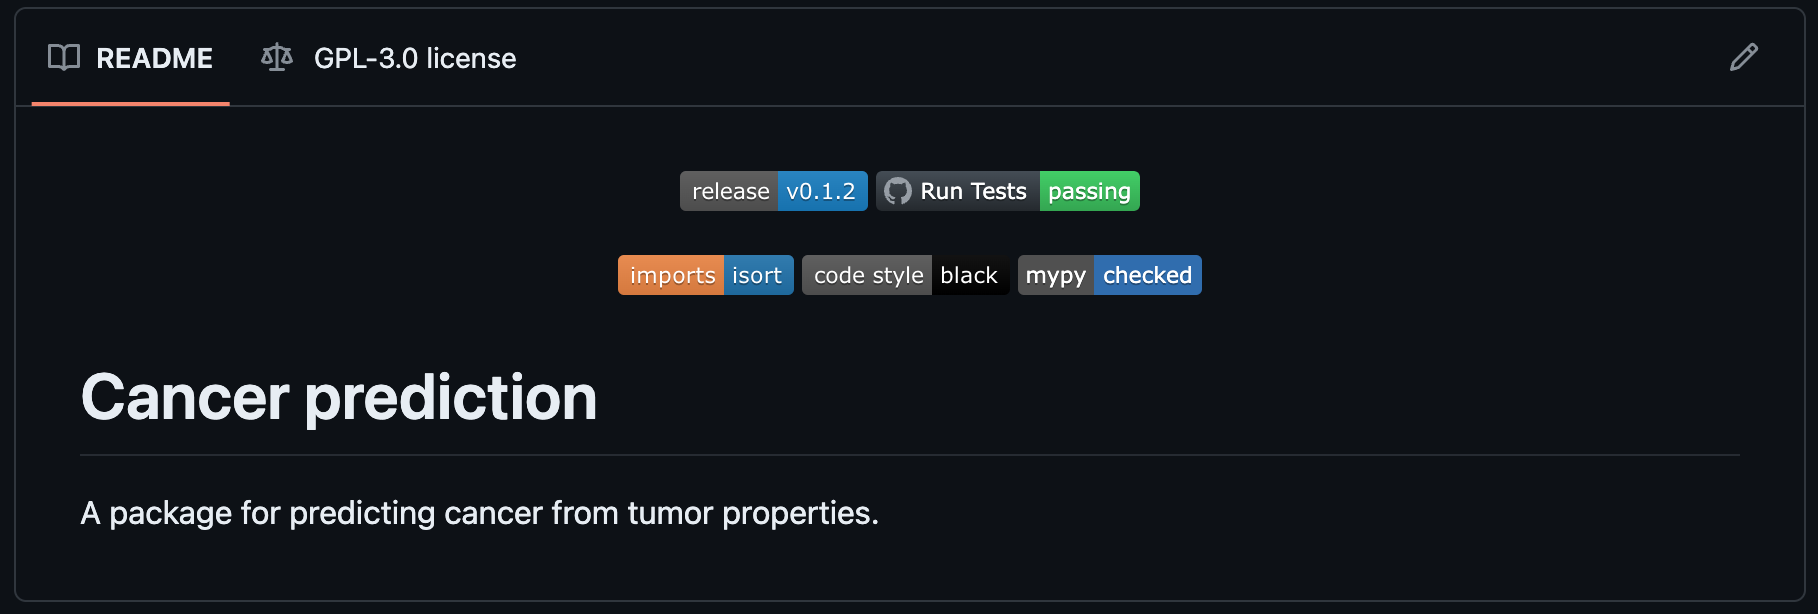 README GPL-3.0 license
release v0.1.2 Run Tests passing
imports isort code style black mypy checked
Cancer prediction
A package for predicting cancer from tumor properties.